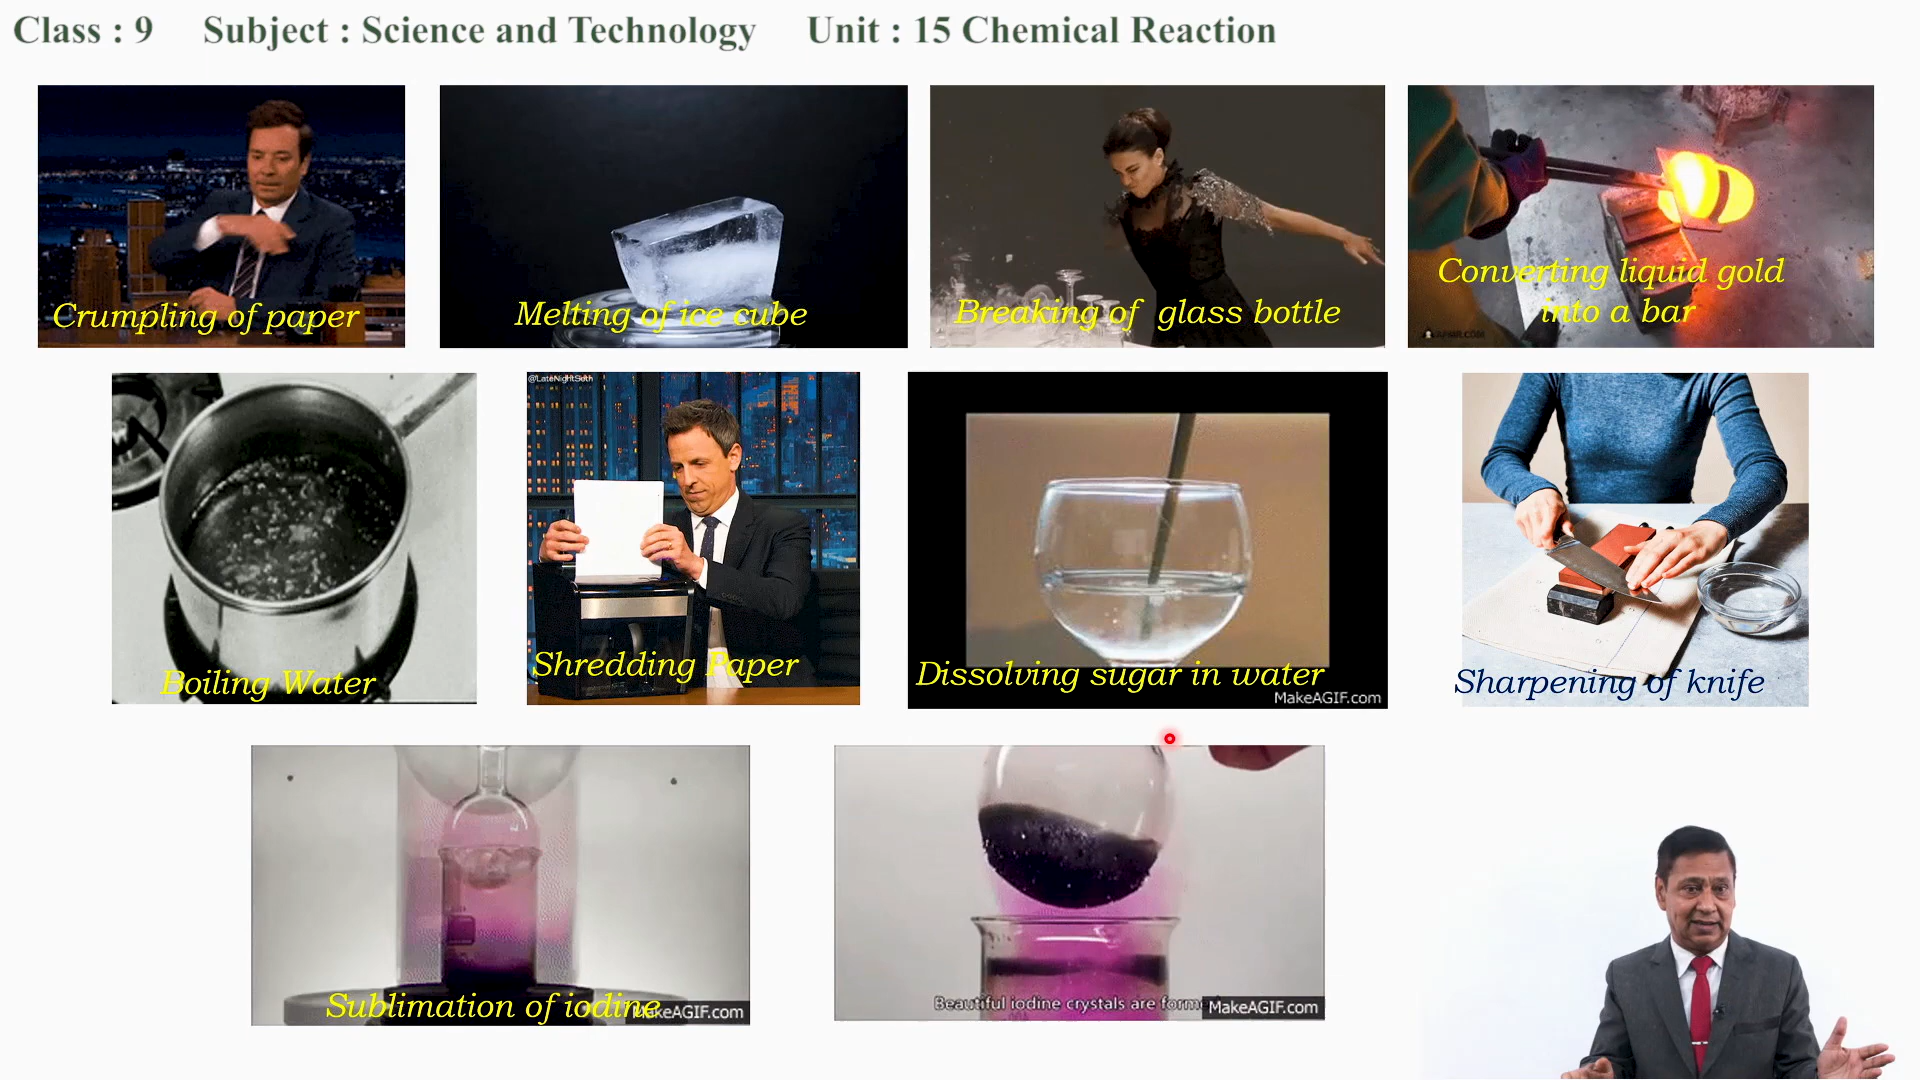 Class : 9 Subject : Science and Technology Unit : 15 Chemical Reaction
Crumpling of paper
Melting of ice cube
Breaking of glass bottle
Converting liquid gold
into a bar
@LateNightSeth
Boiling Water
Shredding Paper
Dissolving sugar in water
MakeAGIF.com
Sharpening of knife
Sublimation of iodine
MakeAGIF.com
Beautiful iodine crystals are form
MakeAGIF.com